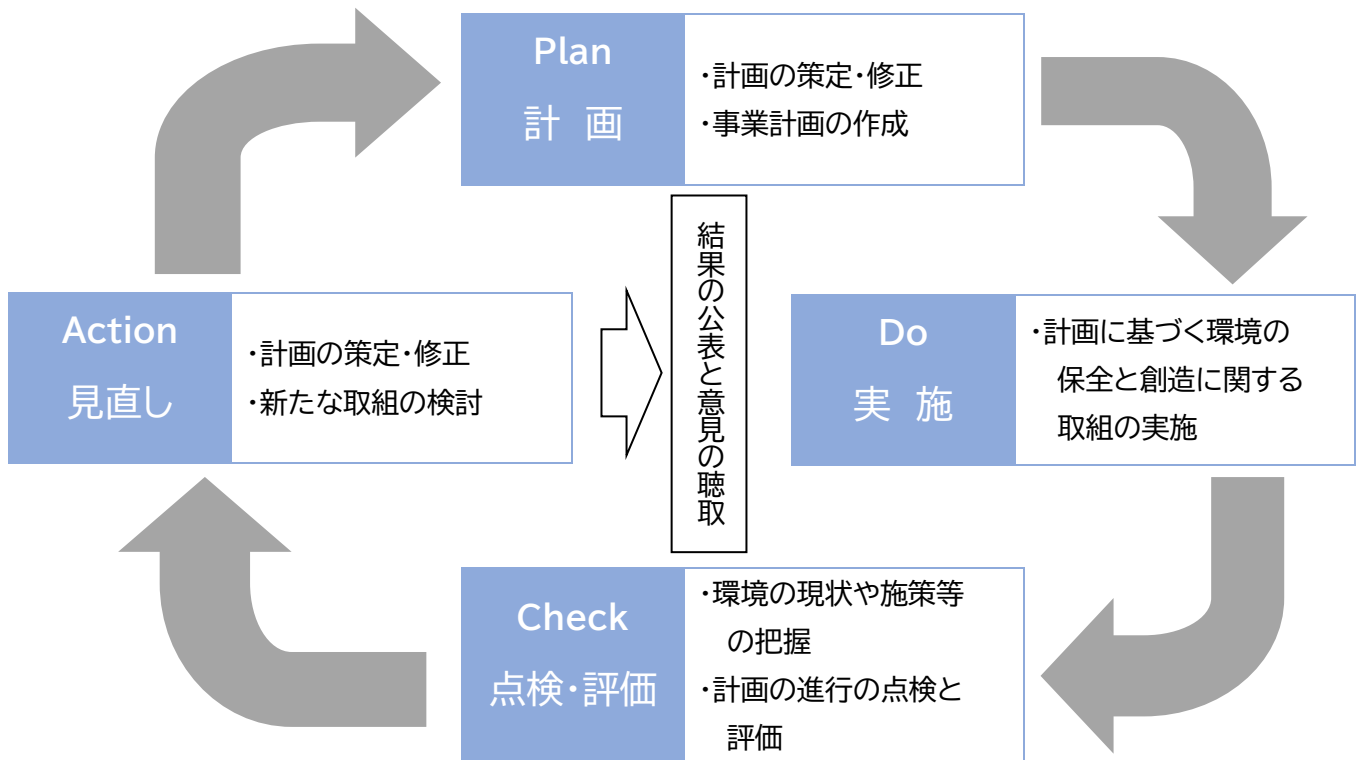 Plan
計　画
・計画の策定・修正
・事業計画の作成
Do
実　施
・計画に基づく環境の
保全と創造に関する
取組の実施
Check
点検・評価
・環境の現状や施策等
の把握
・計画の進行の点検と
評価
Action
見直し
・計画の策定・修正
・新たな取組の検討
結果の公表と意見の聴取